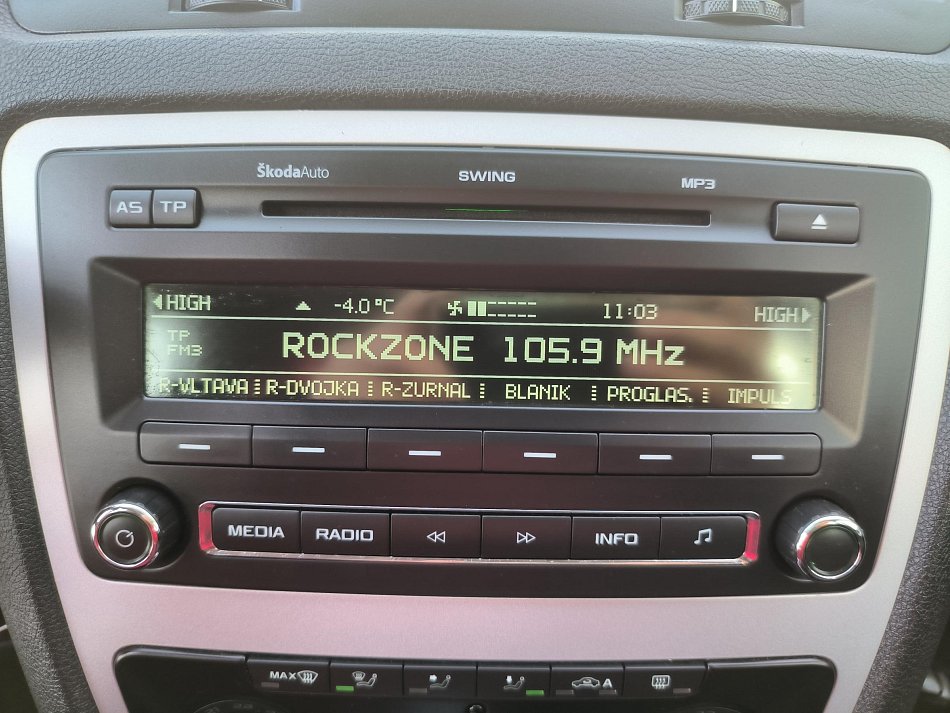 ŠkodaAuto SWING MP3
AS TP
HIGH -4.0 °C 11:03 HIGH
TP
FM3
ROCKZONE 105.9 MHz
R-VLTAVA R-DVOJKA R-ZURNAL BLANIK PROGLAS. IMPULS
MEDIA RADIO INFO
MAX A